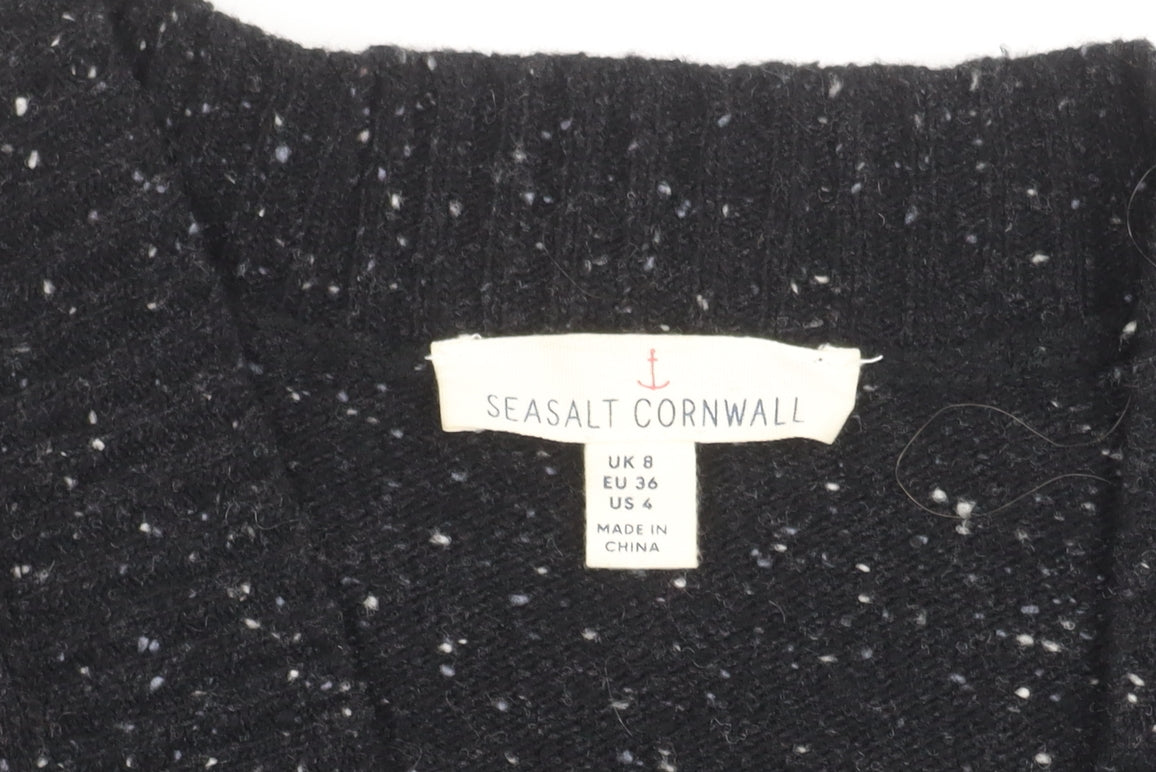 SEASALT CORNWALL
UK 8
EU 36
US 4
MADE IN
CHINA